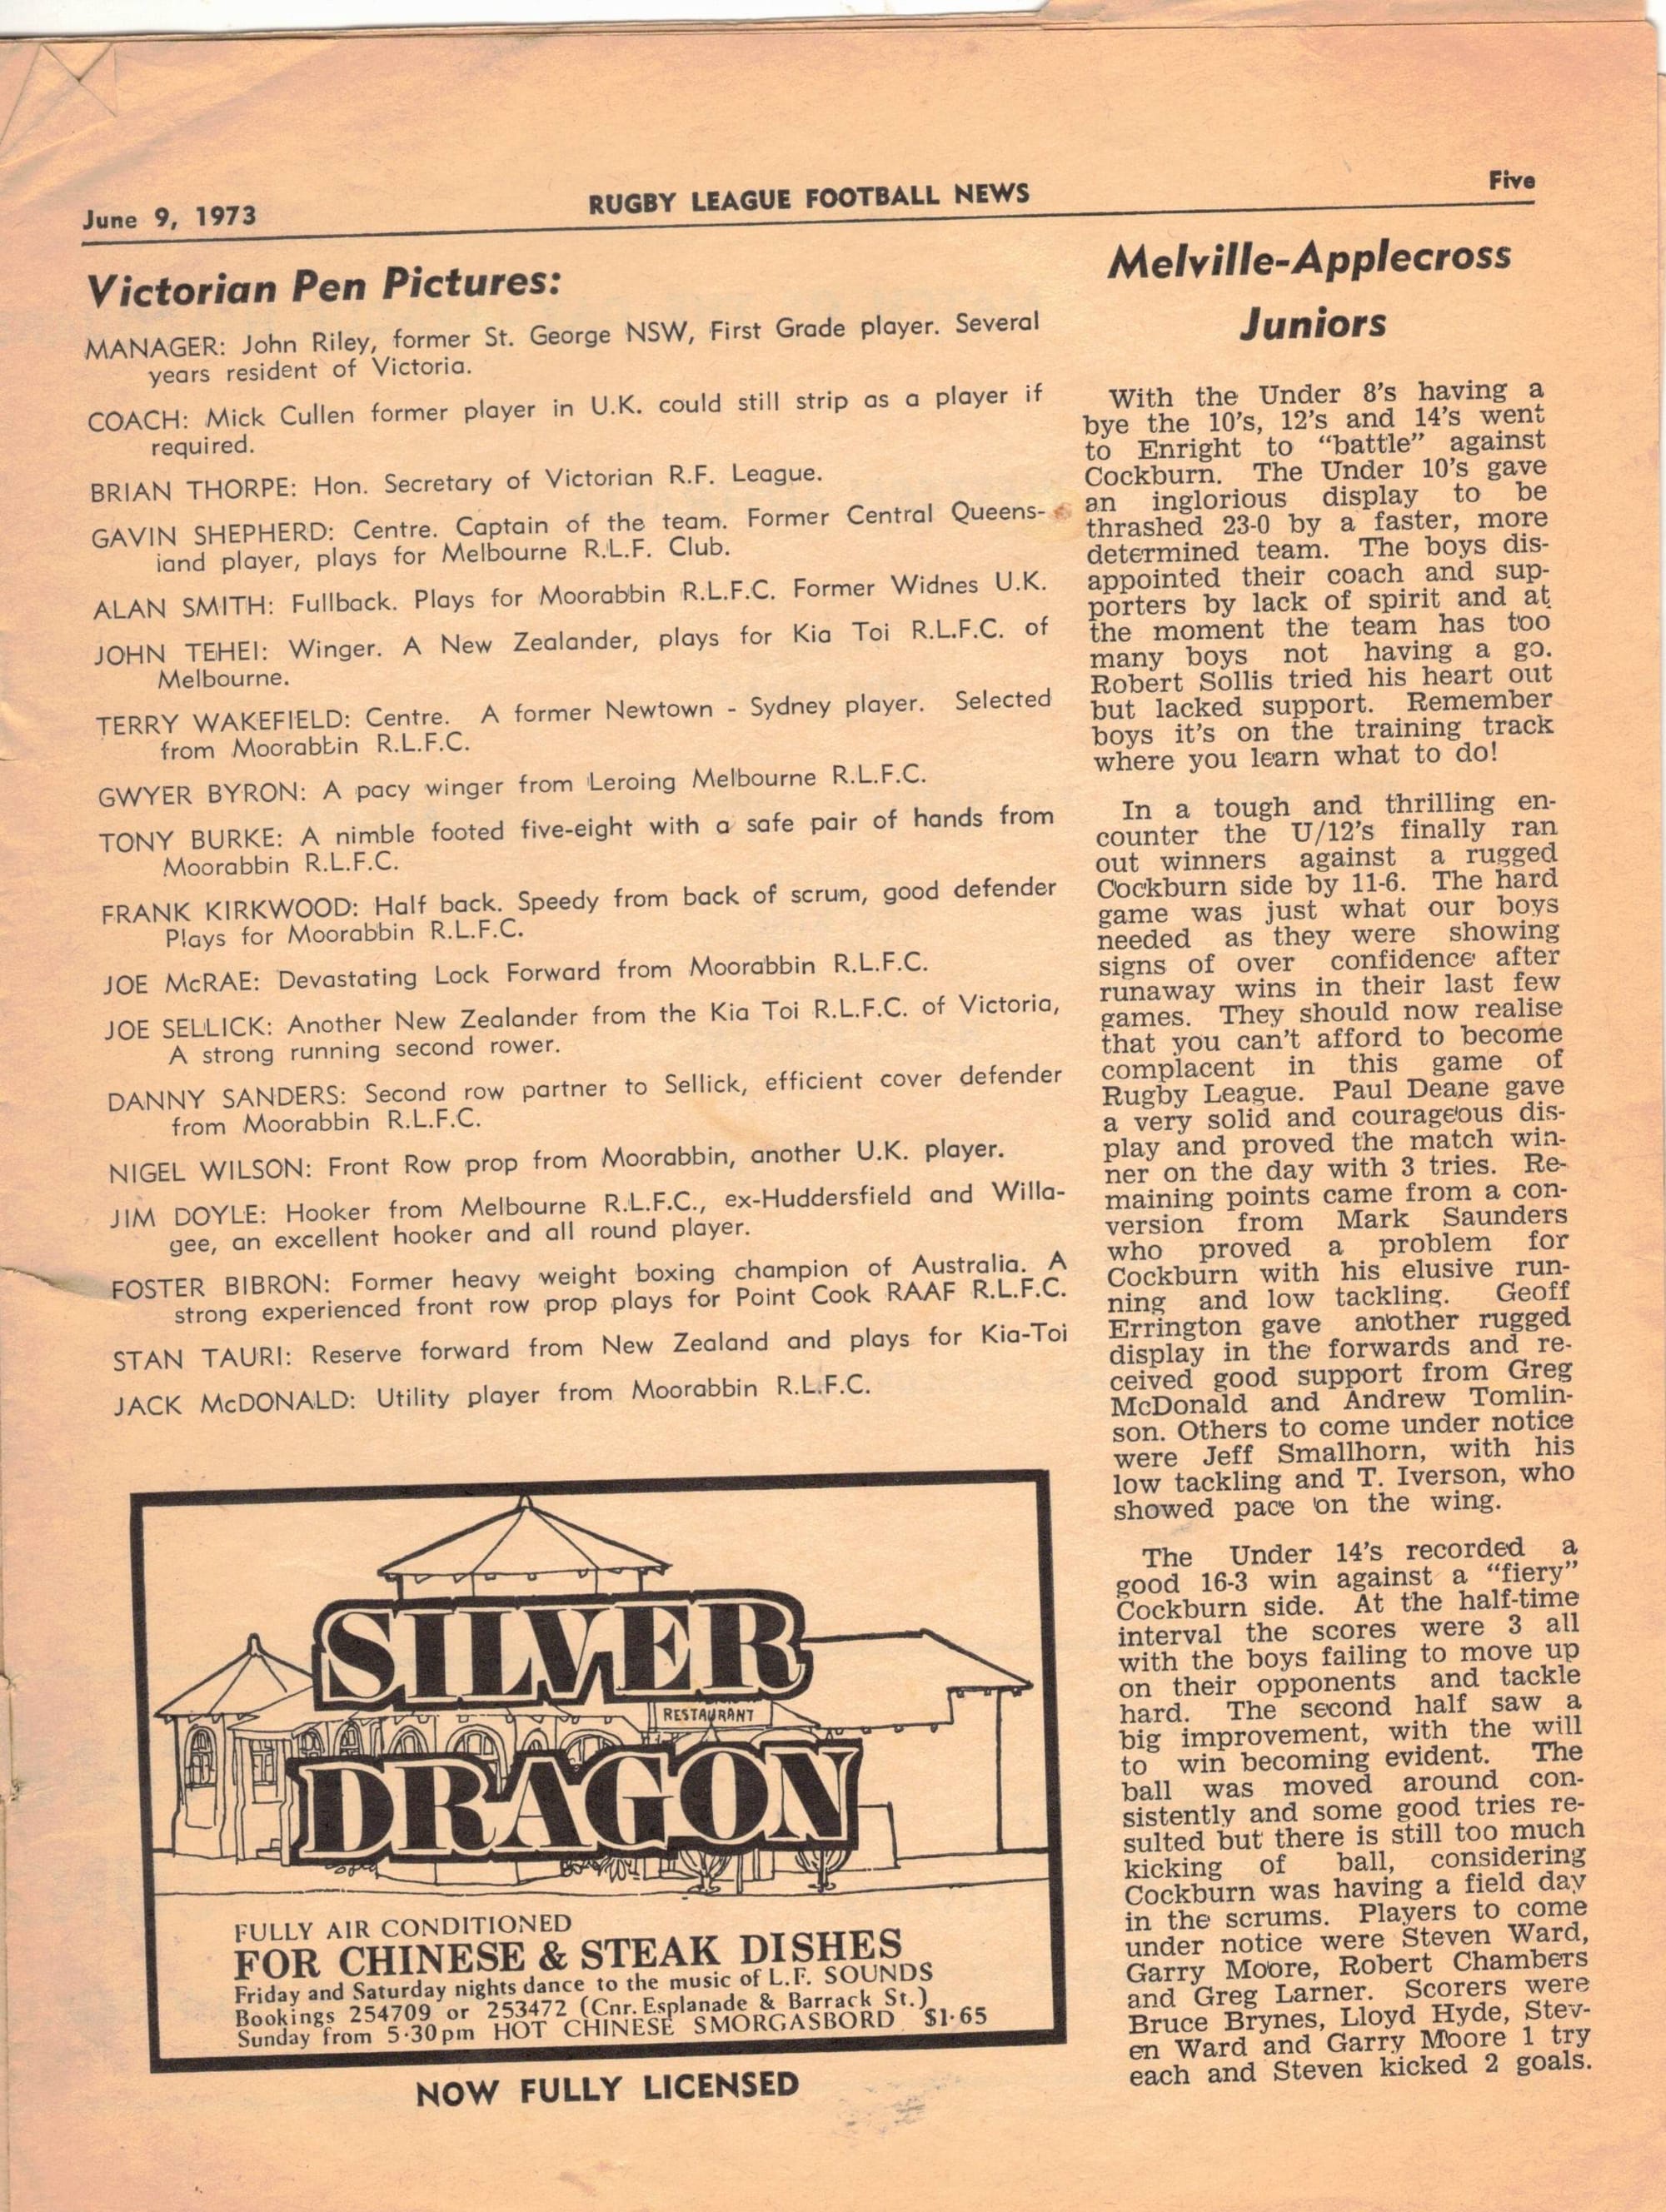 June 9, 1973
RUGBY LEAGUE FOOTBALL NEWS
Five
Victorian Pen Pictures:
MANAGER: John Riley, former St. George NSW, First Grade player. Several
years resident of Victoria.
COACH: Mick Cullen former player in U.K. could still strip as a player if
required.
BRIAN THORPE: Hon. Secretary of Victorian R.F. League.
GAVIN SHEPHERD: Centre. Captain of the team. Former Central Queens-
iand player, plays for Melbourne R.L.F. Club.
ALAN SMITH: Fullback. Plays for Moorabbin R.L.F.C. Former Widnes U.K.
JOHN TEHEI: Winger. A New Zealander, plays for Kia Toi R.L.F.C. of
Melbourne.
TERRY WAKEFIELD: Centre. A former Newtown - Sydney player. Selected
from Moorabbin R.L.F.C.
GWYER BYRON: A pacy winger from Leroing Melbourne R.L.F.C.
TONY BURKE: A nimble footed five-eight with a safe pair of hands from
Moorabbin R.L.F.C.
FRANK KIRKWOOD: Half back. Speedy from back of scrum, good defender
Plays for Moorabbin R.L.F.C.
JOE McRAE: Devastating Lock Forward from Moorabbin R.L.F.C.
JOE SELLICK: Another New Zealander from the Kia Toi R.L.F.C. of Victoria,
A strong running second rower.
DANNY SANDERS: Second row partner to Sellick, efficient cover defender
from Moorabbin R.L.F.C.
NIGEL WILSON: Front Row prop from Moorabbin, another U.K. player.
JIM DOYLE: Hooker from Melbourne R.L.F.C., ex-Huddersfield and Willa-
gee, an excellent hooker and all round player.
FOSTER BIBRON: Former heavy weight boxing champion of Australia. A
strong experienced front row prop plays for Point Cook RAAF R.L.F.C.
STAN TAURI: Reserve forward from New Zealand and plays for Kia-Toi
JACK McDONALD: Utility player from Moorabbin R.L.F.C.
SILVER
RESTAURANT
DRAGON
FULLY AIR CONDITIONED
FOR CHINESE & STEAK DISHES
Friday and Saturday nights dance to the music of L.F. SOUNDS
Bookings 254709 or 253472 (Cnr. Esplanade & Barrack St.)
Sunday from 5·30pm HOT CHINESE SMORGASBORD $1·65
NOW FULLY LICENSED
Melville-Applecross
Juniors
With the Under 8's having a
bye the 10's, 12's and 14's went
to Enright to "battle" against
Cockburn. The Under 10's gave
an inglorious display to be
thrashed 23-0 by a faster, more
determined team. The boys dis-
appointed their coach and sup-
porters by lack of spirit and at
the moment the team has too
many boys not having a go.
Robert Sollis tried his heart out
but lacked support. Remember
boys it's on the training track
where you learn what to do!
In a tough and thrilling en-
counter the U/12's finally ran
out winners against a rugged
Cockburn side by 11-6. The hard
game was just what our boys
needed as they were showing
signs of over confidence after
runaway wins in their last few
games. They should now realise
that you can't afford to become
complacent in this game of
Rugby League. Paul Deane gave
a very solid and courageous dis-
play and proved the match win-
ner on the day with 3 tries. Re-
maining points came from a con-
version from Mark Saunders
who proved a problem for
Cockburn with his elusive run-
ning and low tackling. Geoff
Errington gave another rugged
display in the forwards and re-
ceived good support from Greg
McDonald and Andrew Tomlin-
son. Others to come under notice
were Jeff Smallhorn, with his
low tackling and T. Iverson, who
showed pace on the wing.
The Under 14's recorded a
good 16-3 win against a "fiery"
Cockburn side. At the half-time
interval the scores were 3 all
with the boys failing to move up
on their opponents and tackle
hard. The second half saw a
big improvement, with the will
to win becoming evident. The
ball was moved around con-
sistently and some good tries re-
sulted but there is still too much
kicking of ball, considering
Cockburn was having a field day
in the scrums. Players to come
under notice were Steven Ward,
Garry Moore, Robert Chambers
and Greg Larner. Scorers were
Bruce Brynes, Lloyd Hyde, Stev-
en Ward and Garry Moore 1 try
each and Steven kicked 2 goals.